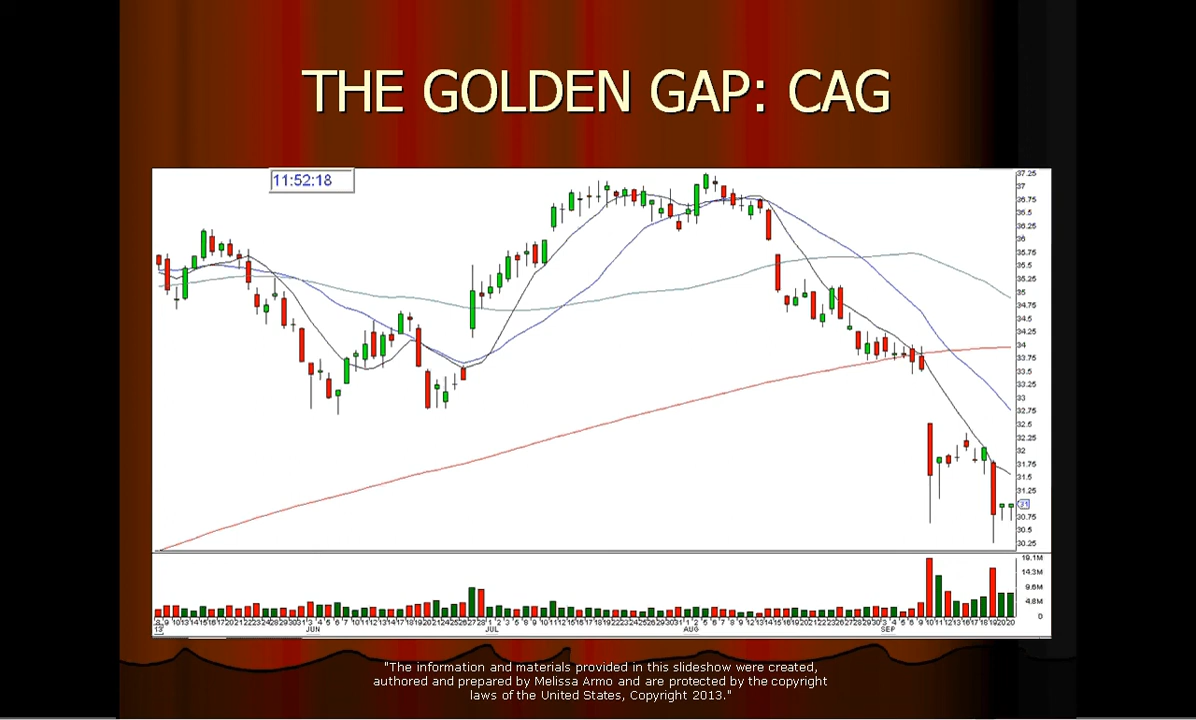 THE GOLDEN GAP: CAG
11:52:18
37.25
37
36.75
36.5
36.25
36
35.75
35.5
35.25
35
34.75
34.5
34.25
34
33.75
33.5
33.25
33
32.75
32.5
32.25
32
31.75
31.5
31.25
31
30.75
30.5
30.25
19.1M
14.3M
9.6M
4.8M
0
JUN
JUL
AUG
SEP
"The information and materials provided in this slideshow were created,
authored and prepared by Melissa Armo and are protected by the copyright
laws of the United States, Copyright 2013."